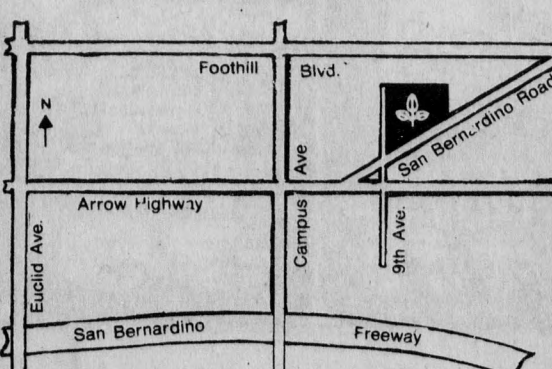 Foothill Blvd.
N
San Bernardino Road
Ave
Arrow Highway
Euclid Ave.
Campus
9th Ave.
San Bernardino Freeway